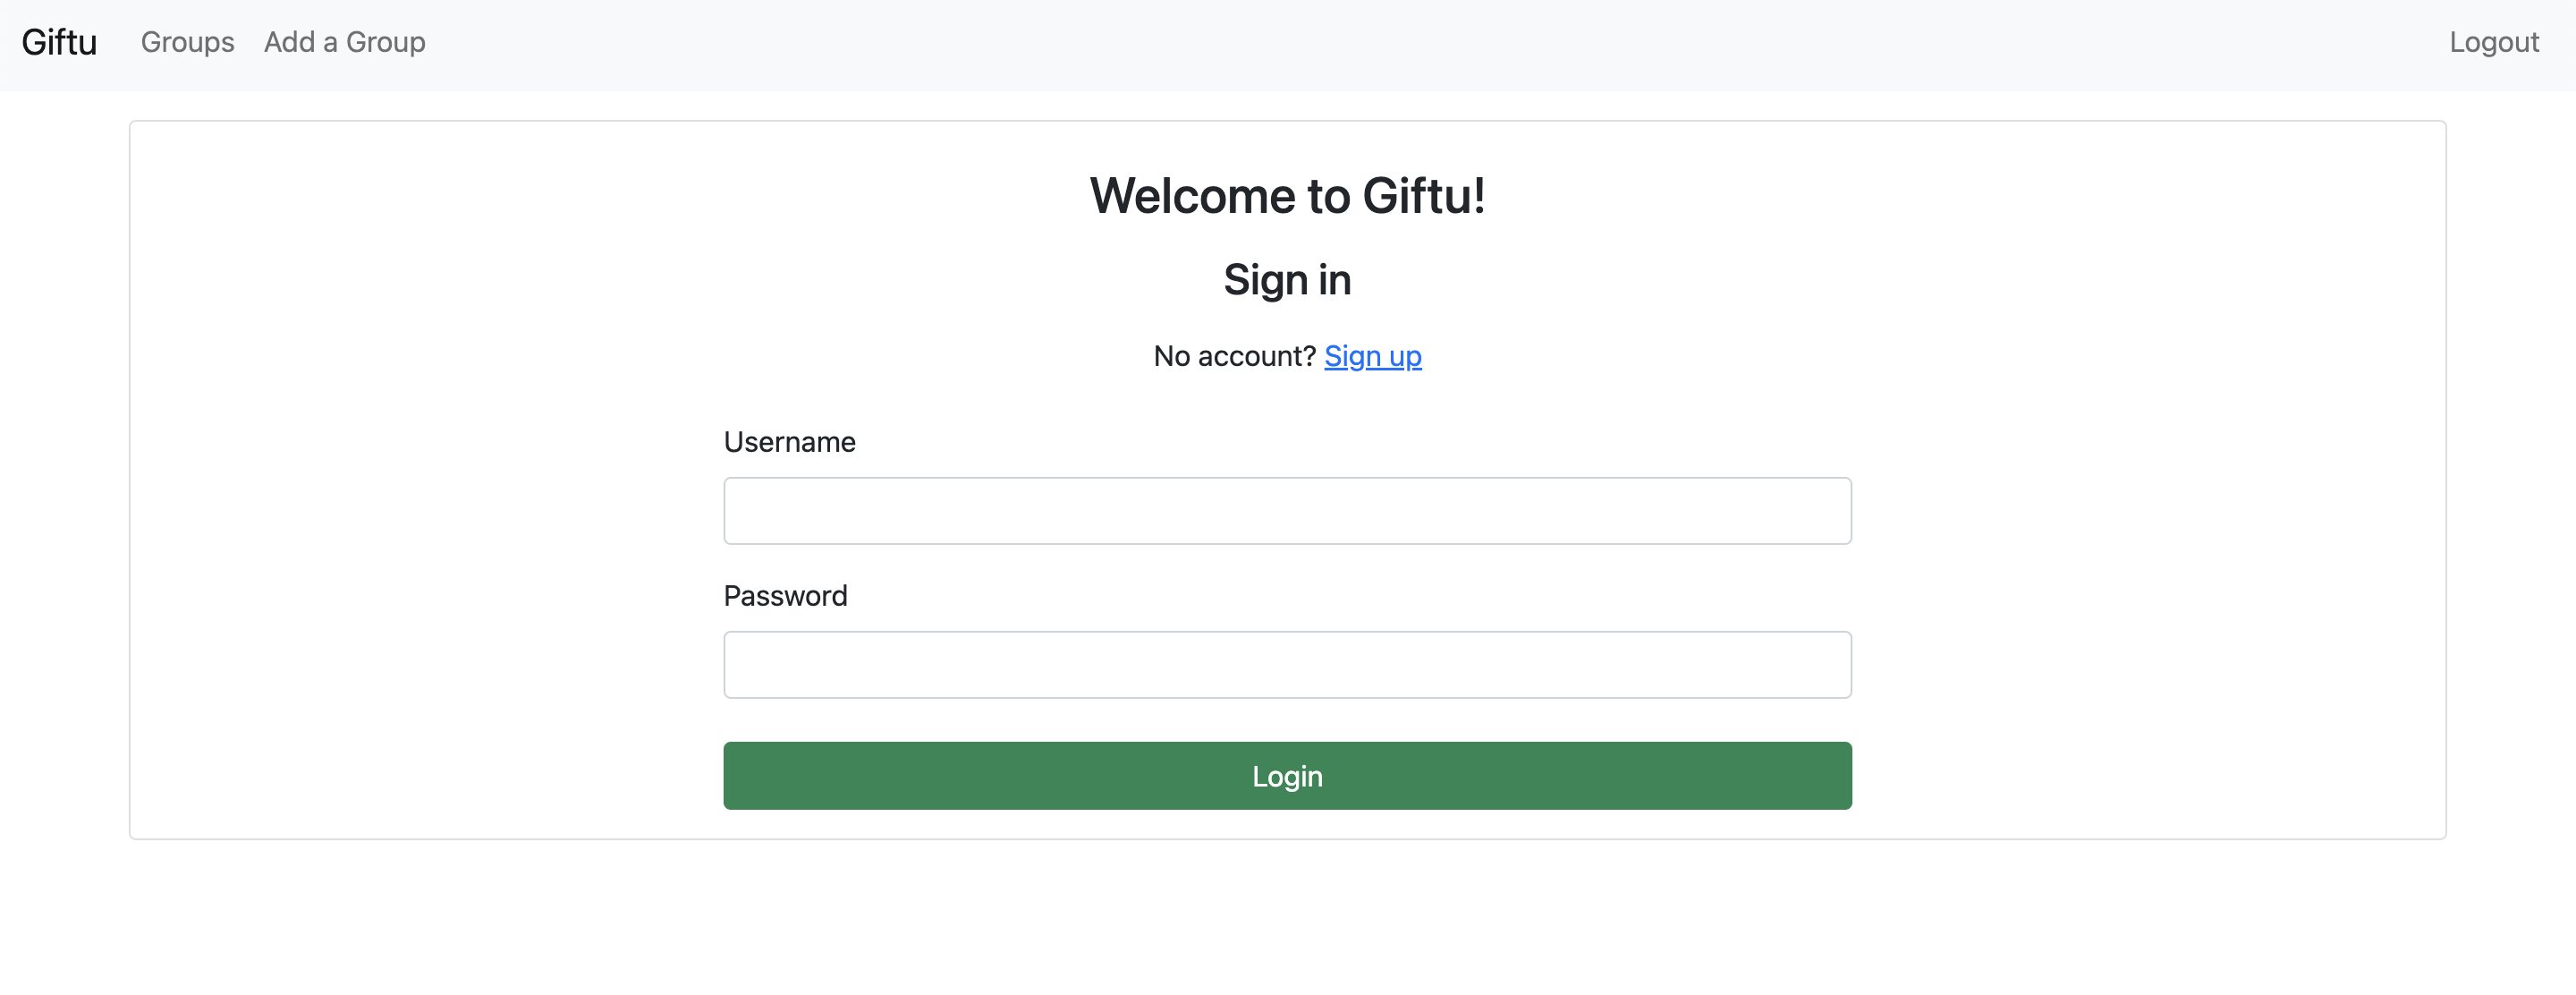 Giftu Groups Add a Group Logout
Welcome to Giftu!
Sign in
No account? Sign up
Username
Password
Login